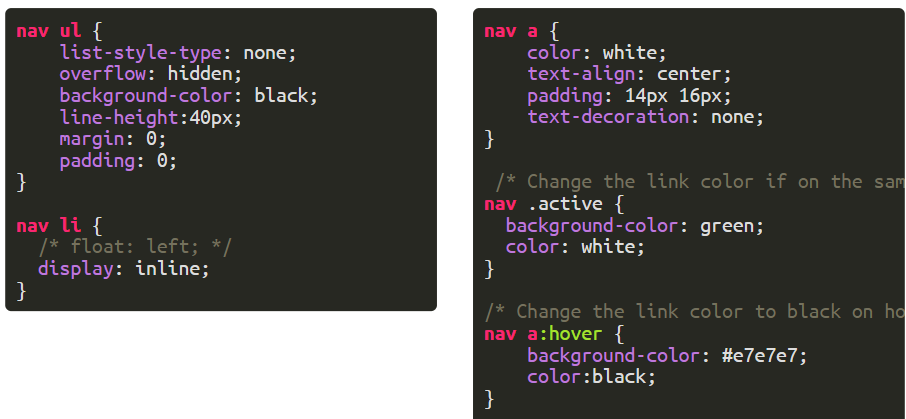 nav ul {
    list-style-type: none;
    overflow: hidden;
    background-color: black;
    line-height:40px;
    margin: 0;
    padding: 0;
}
nav li {
  /* float: left; */
  display: inline;
}
nav a {
    color: white;
    text-align: center;
    padding: 14px 16px;
    text-decoration: none;
}
 /* Change the link color if on the sam
nav .active {
  background-color: green;
  color: white;
}
/* Change the link color to black on ho
nav a:hover {
    background-color: #e7e7e7;
    color:black;
}